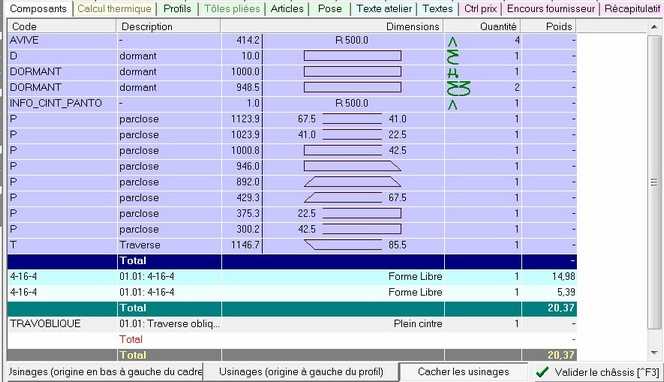 Composants Calcul thermique Profils Tôles pliées Articles Pose Texte atelier Textes Ctrl prix Encours fournisseur Récapitulatif
Code Description Dimensions Quantité Poids
AVIVE - 414.2 R 500.0 4 -
D dormant 10.0 1 -
DORMANT dormant 1000.0 1 -
DORMANT dormant 948.5 2 -
INFO_CINT_PANTO - 1.0 R 500.0 1 -
P parclose 1123.9 67.5 41.0 1 -
P parclose 1023.9 41.0 22.5 1 -
P parclose 1000.8 42.5 1 -
P parclose 946.0 1 -
P parclose 892.0 1 -
P parclose 429.3 67.5 1 -
P parclose 375.3 22.5 1 -
P parclose 300.2 42.5 1 -
T Traverse 1146.7 85.5 1 -
Total -
4-16-4 01.01: 4-16-4 Forme Libre 1 14,98
4-16-4 01.01: 4-16-4 Forme Libre 1 5,39
Total 20,37
TRAVOBLIQUE 01.01: Traverse obliq... Plein cintre 1 -
Total -
Total 20,37
Usinages (origine en bas à gauche du cadre Usinages (origine à gauche du profil) Cacher les usinages Valider le châssis [^F3]